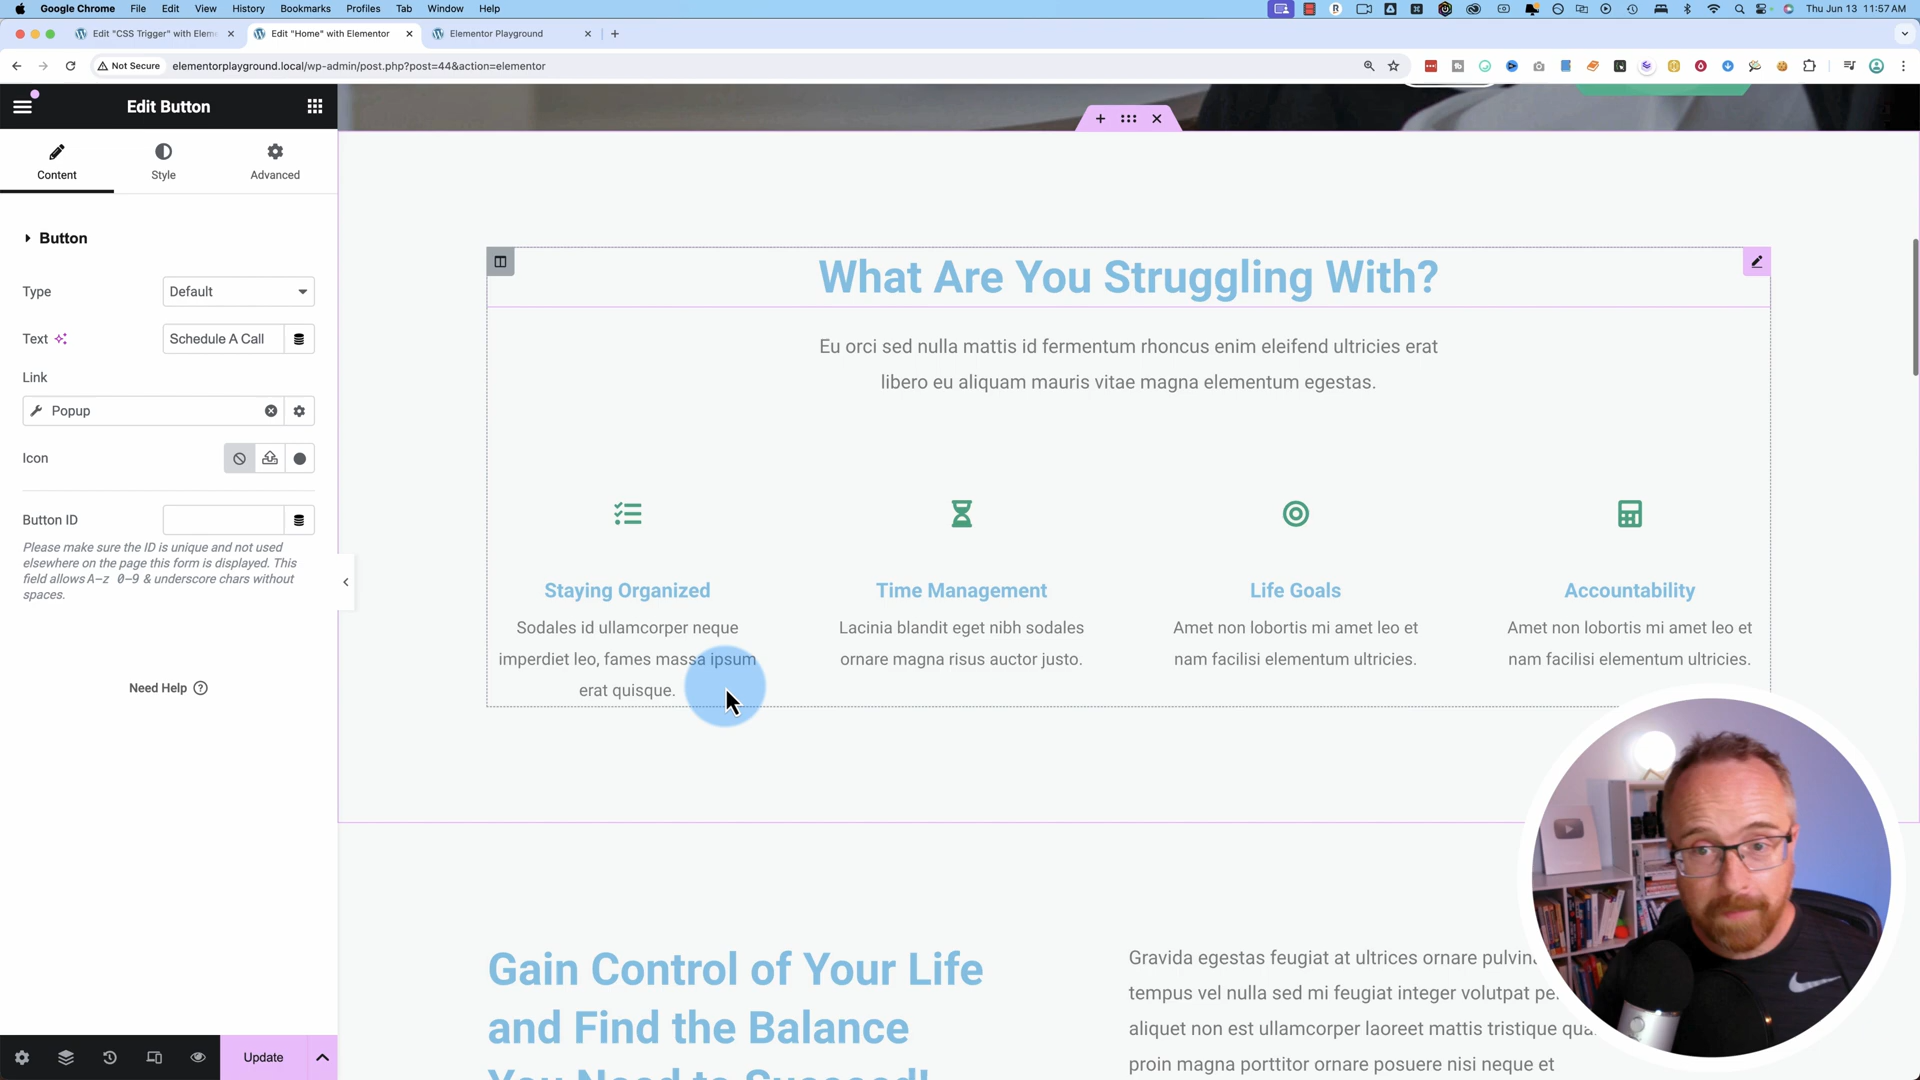 Google Chrome File Edit View History Bookmarks Profiles Tab Window Help Thu Jun 13 11:57 AM
Edit "CSS Trigger" with Elem Edit "Home" with Elementor Elementor Playground
Not Secure elementorplayground.local/wp-admin/post.php?post=44&action=elementor
Edit Button
Content Style Advanced
Button
Type Default
Text Schedule A Call
Link
Popup
Icon
Button ID
Please make sure the ID is unique and not used
elsewhere on the page this form is displayed. This
field allows A–z 0–9 & underscore chars without
spaces.
Need Help
Update
What Are You Struggling With?
Eu orci sed nulla mattis id fermentum rhoncus enim eleifend ultricies erat
libero eu aliquam mauris vitae magna elementum egestas.
Staying Organized
Sodales id ullamcorper neque
imperdiet leo, fames massa ipsum
erat quisque.
Time Management
Lacinia blandit eget nibh sodales
ornare magna risus auctor justo.
Life Goals
Amet non lobortis mi amet leo et
nam facilisi elementum ultricies.
Accountability
Amet non lobortis mi amet leo et
nam facilisi elementum ultricies.
Gain Control of Your Life
and Find the Balance
You Need to Succeed!
Gravida egestas feugiat at ultrices ornare pulvin
tempus vel nulla sed mi feugiat integer volutpat pe
aliquet non est ullamcorper laoreet mattis tristique qua
proin magna porttitor ornare posuere nisi neque et